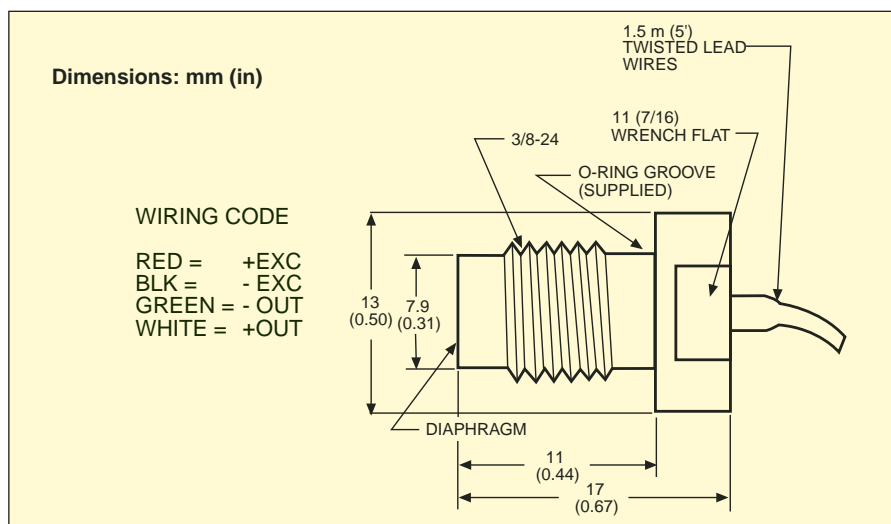 1.5 m (5')
TWISTED LEAD
WIRES
Dimensions: mm (in)
11 (7/16)
WRENCH FLAT
3/8-24
O-RING GROOVE
(SUPPLIED)
WIRING CODE
RED = +EXC
BLK = - EXC
GREEN = - OUT
WHITE = +OUT
13
(0.50)
7.9
(0.31)
DIAPHRAGM
11
(0.44)
17
(0.67)